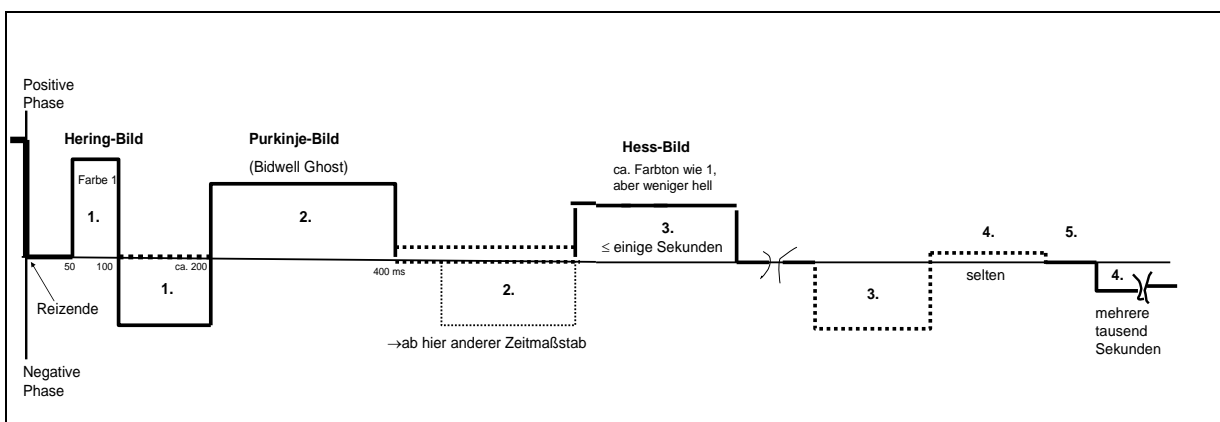 Positive
Phase
Hering-Bild
Purkinje-Bild
(Bidwell Ghost)
Hess-Bild
ca. Farbton wie 1,
aber weniger hell
Farbe 1
1.
2.
3.
≤ einige Sekunden
4.
5.
50
100
ca. 200
400 ms
selten
Reizende
1.
2.
3.
4.
→ab hier anderer Zeitmaßstab
mehrere
tausend
Sekunden
Negative
Phase